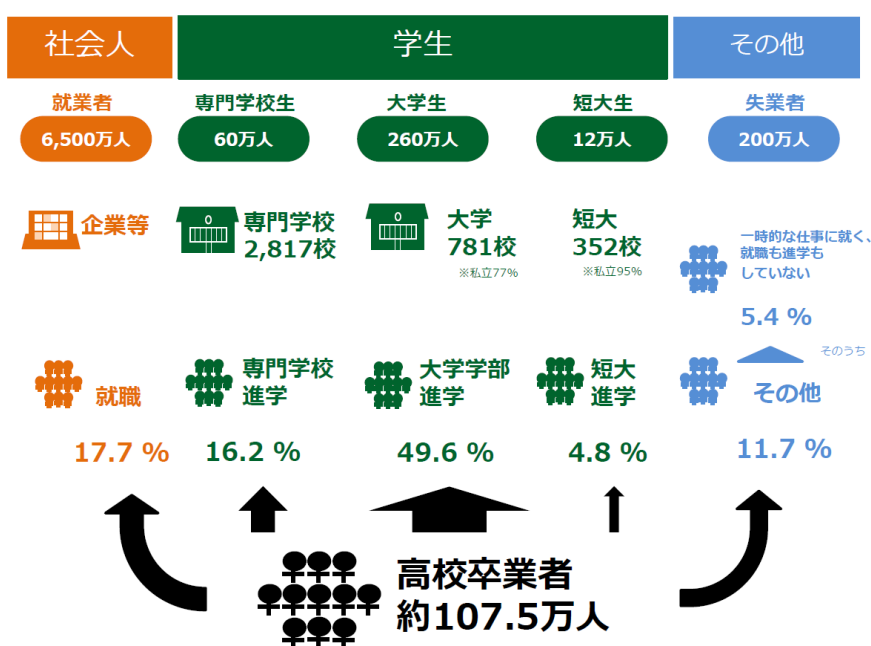 社会人
学生
その他
就業者
専門学校生
大学生
短大生
失業者
6,500万人
60万人
260万人
12万人
200万人
企業等
専門学校
2,817校
大学
781校
※私立77%
短大
352校
※私立95%
一時的な仕事に就く、
就職も進学も
していない
5.4 %
そのうち
就職
専門学校
進学
大学学部
進学
短大
進学
その他
17.7 %
16.2 %
49.6 %
4.8 %
11.7 %
高校卒業者
約107.5万人